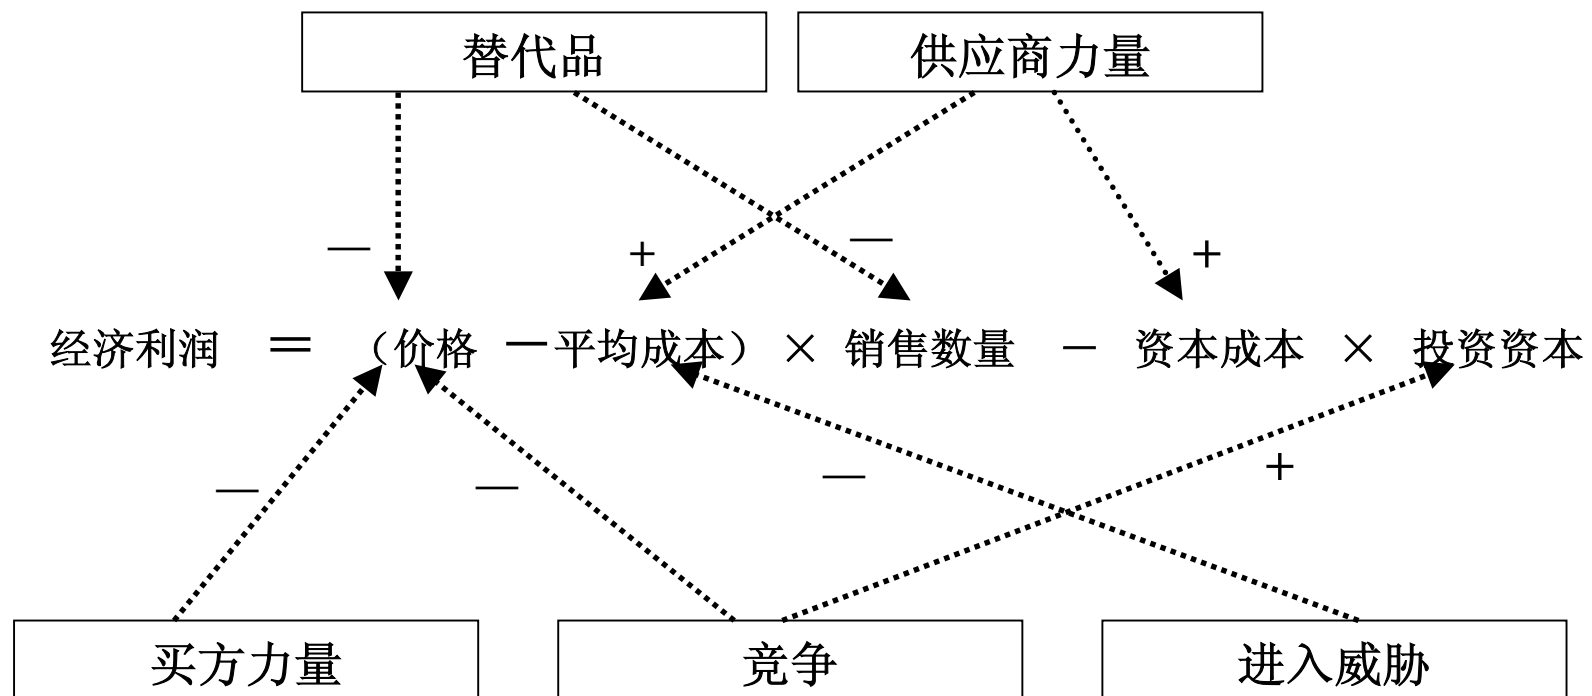 替代品
供应商力量
— + — +
经济利润 = （价格 －平均成本）× 销售数量 － 资本成本 × 投资资本
— — — +
买方力量
竞争
进入威胁